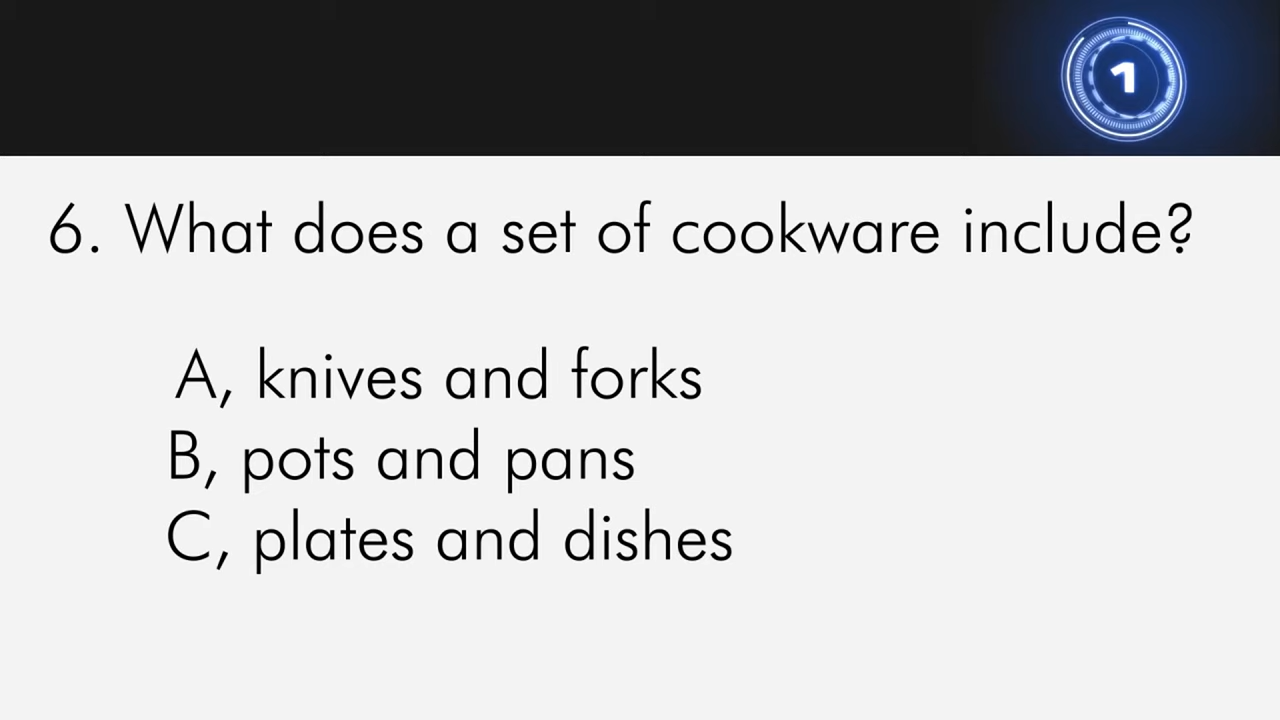 1
6. What does a set of cookware include?
A, knives and forks
B, pots and pans
C, plates and dishes